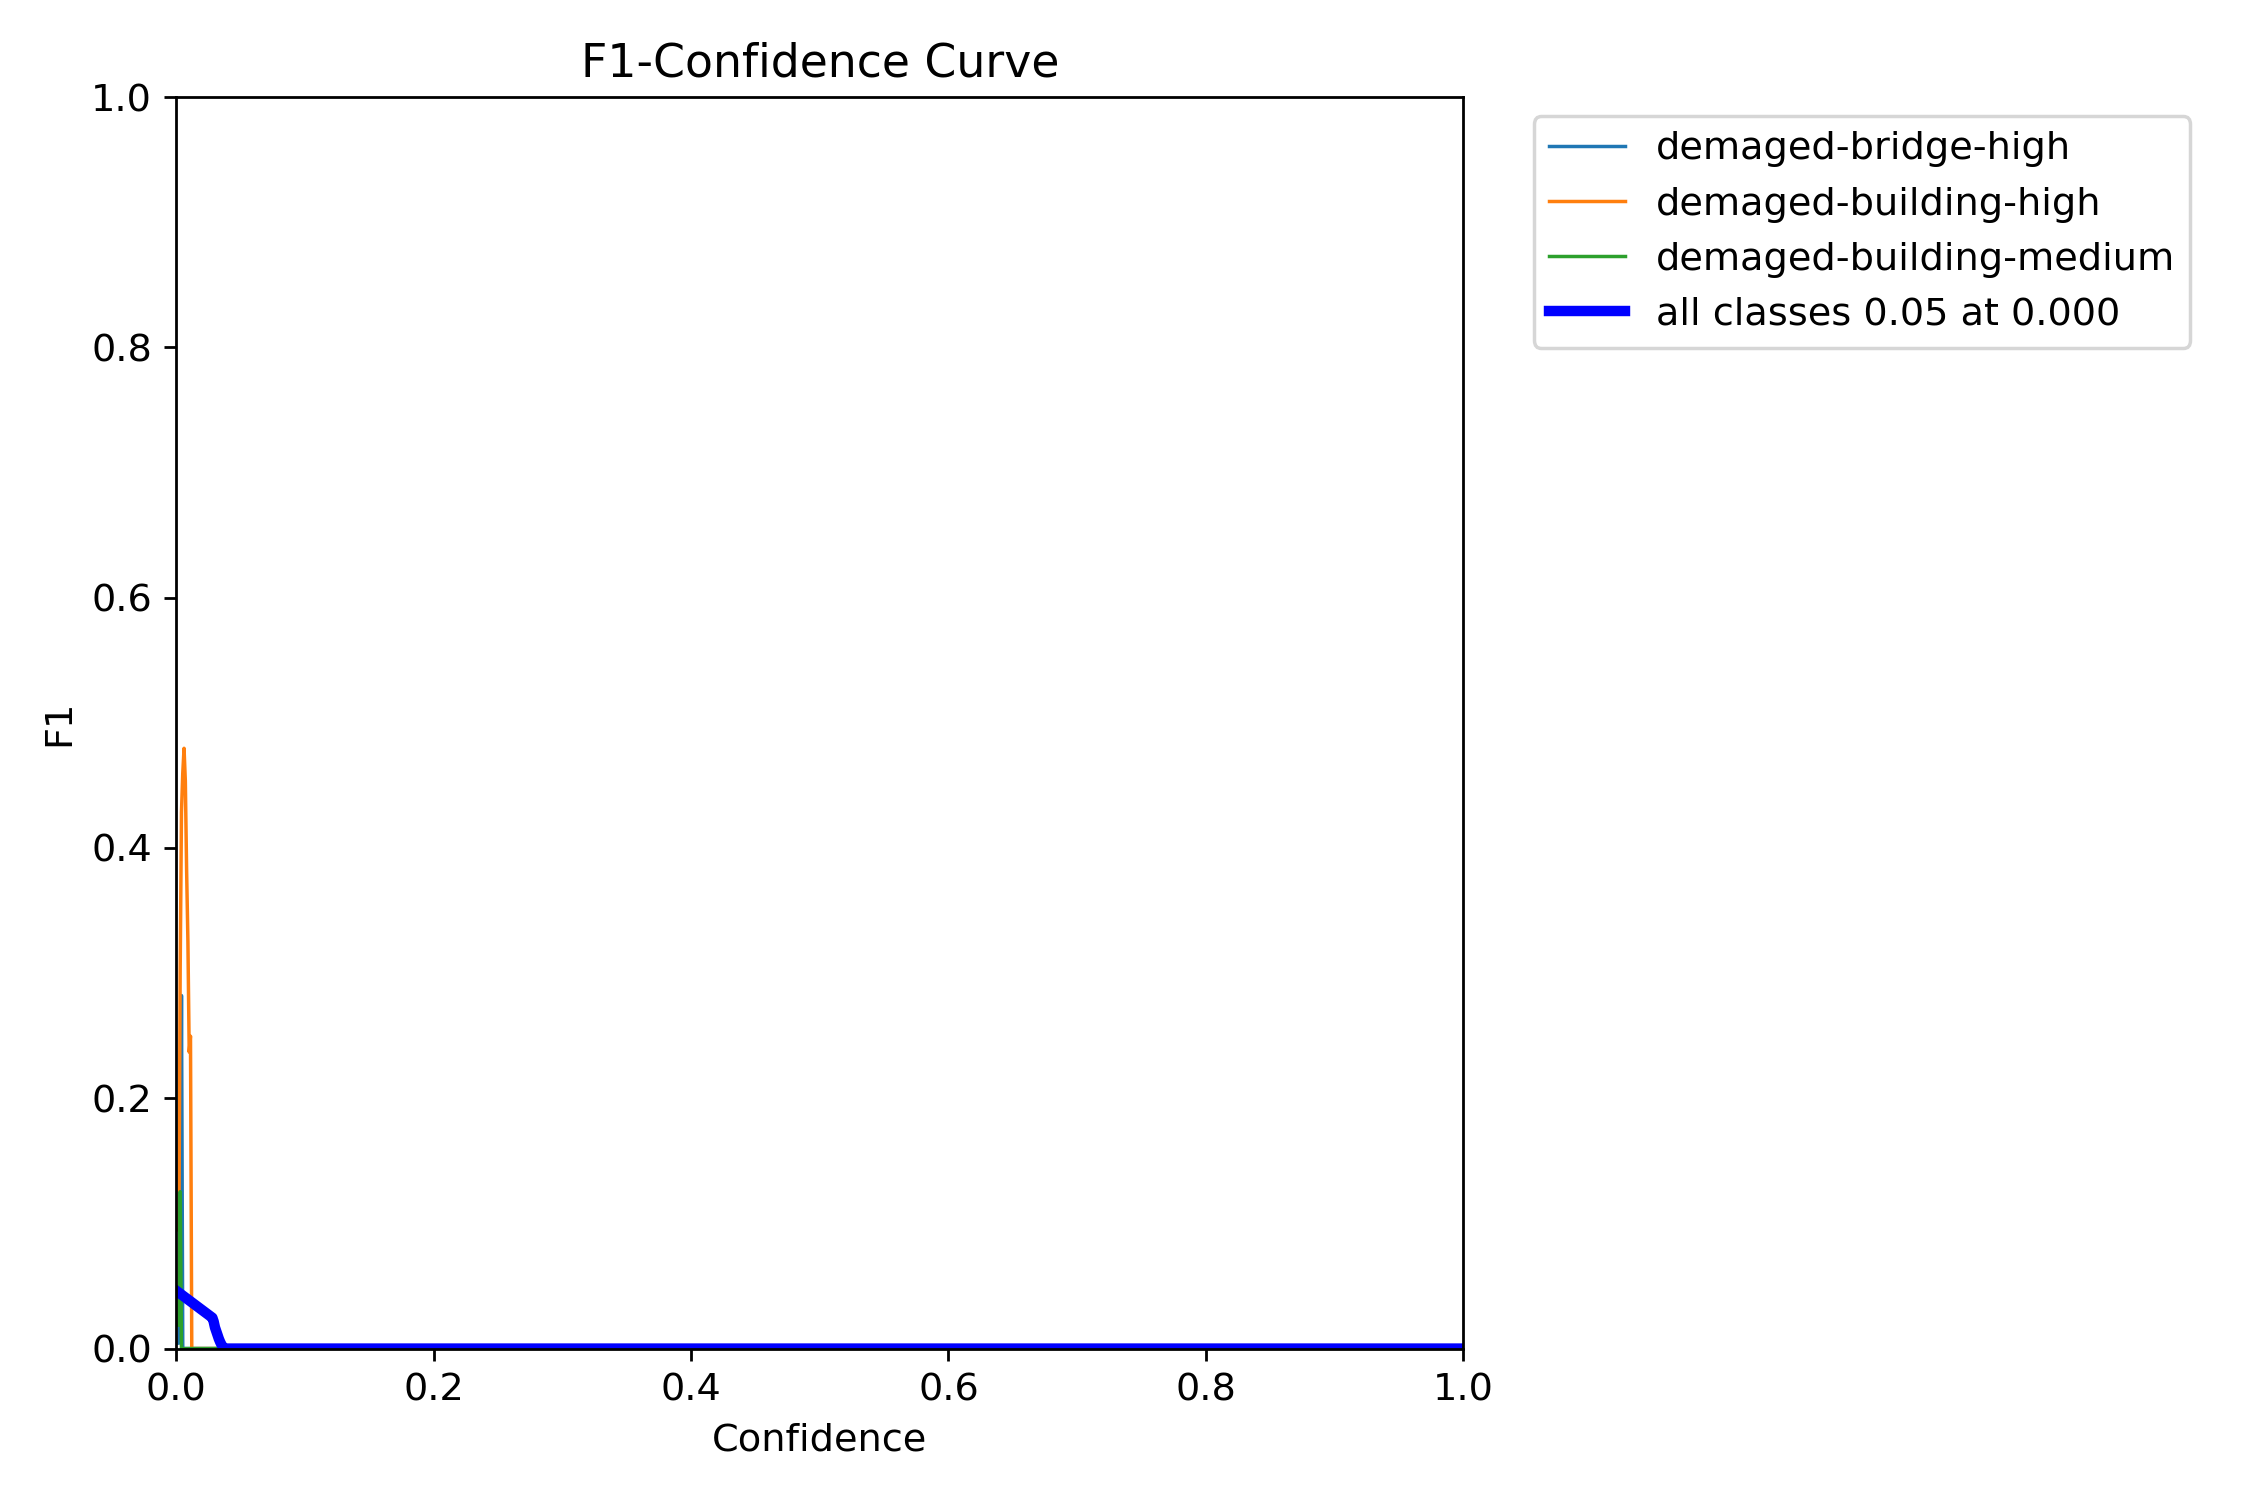 F1-Confidence Curve
1.0
0.8
0.6
0.4
0.2
0.0
F1
0.0 0.2 0.4 0.6 0.8 1.0
Confidence
demaged-bridge-high
demaged-building-high
demaged-building-medium
all classes 0.05 at 0.000